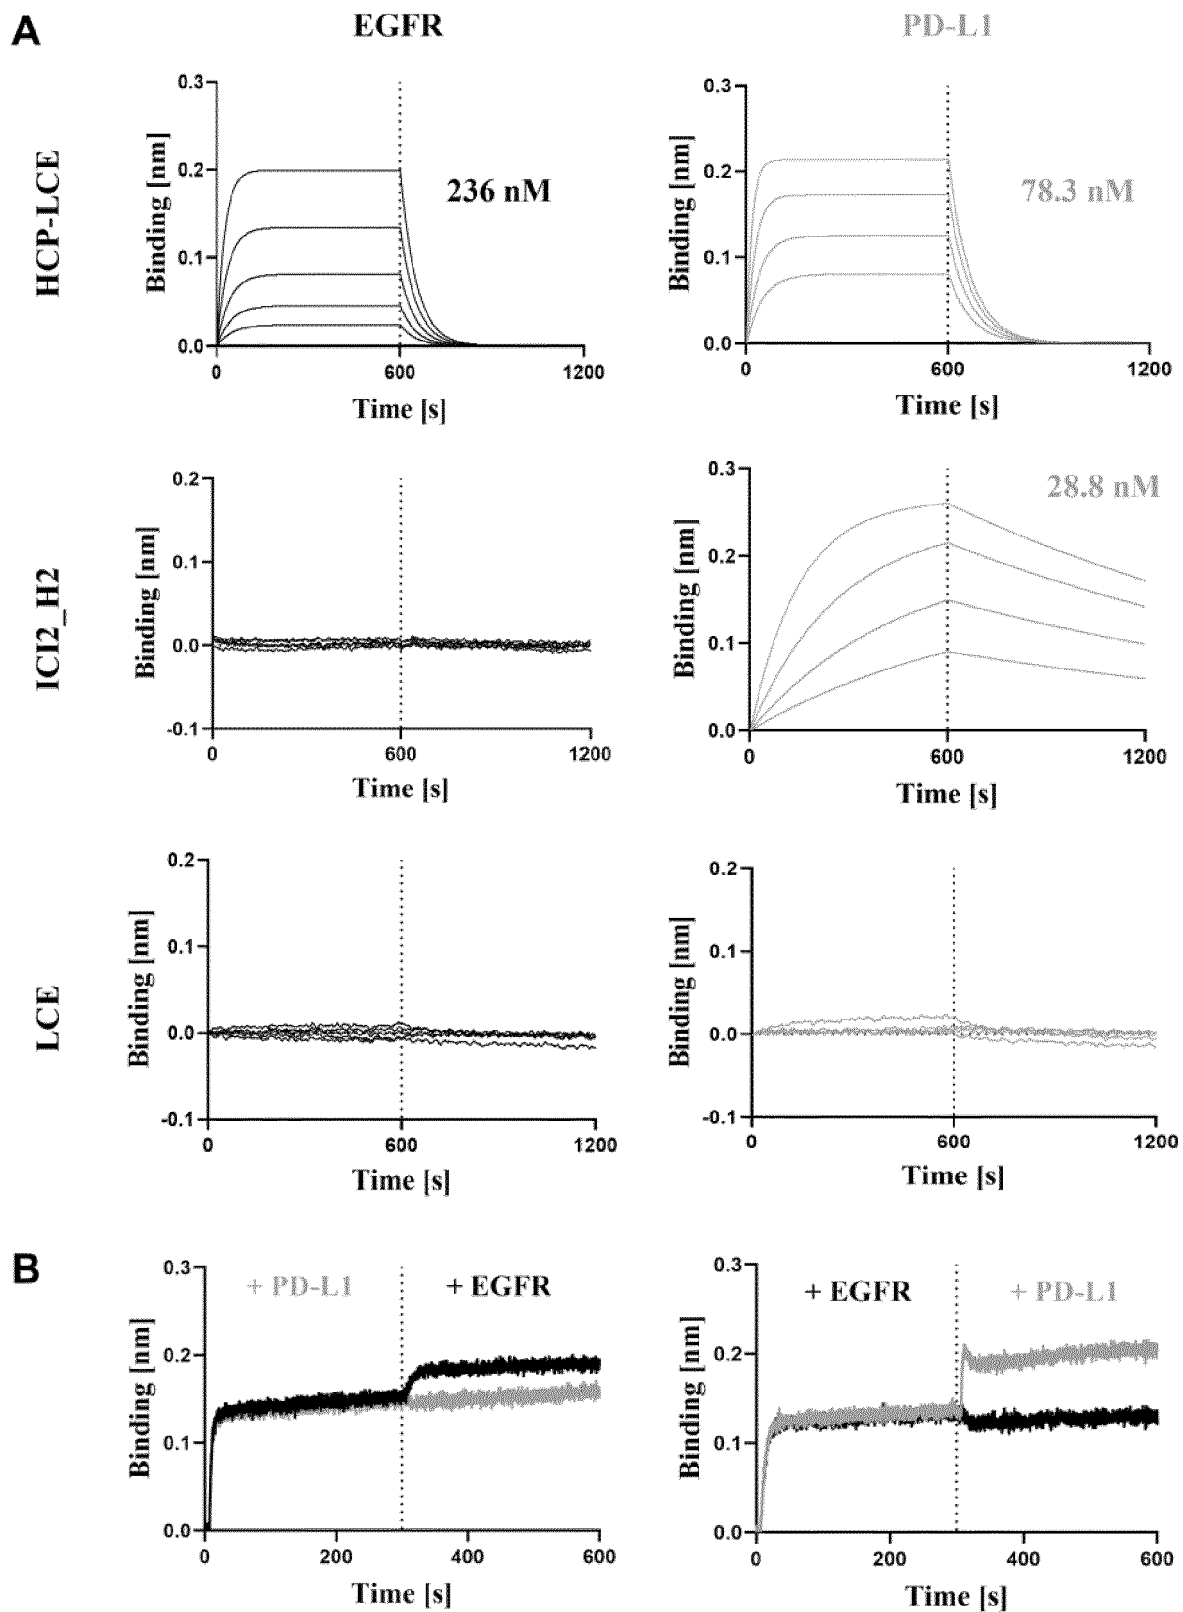 A
EGFR
PD-L1
HCP-LCE
Binding [nm]
0.3
0.2
0.1
0.0
236 nM
0
600
1200
Time [s]
Binding [nm]
0.3
0.2
0.1
0.0
78.3 nM
0
600
1200
Time [s]
ICI2_H2
Binding [nm]
0.2
0.1
0.0
-0.1
0
600
1200
Time [s]
Binding [nm]
0.3
0.2
0.1
0.0
28.8 nM
0
600
1200
Time [s]
LCE
Binding [nm]
0.2
0.1
0.0
-0.1
0
600
1200
Time [s]
Binding [nm]
0.2
0.1
0.0
-0.1
0
600
1200
Time [s]
B
Binding [nm]
0.3
0.2
0.1
0.0
+ PD-L1
+ EGFR
0
200
400
600
Time [s]
Binding [nm]
0.3
0.2
0.1
0.0
+ EGFR
+ PD-L1
0
200
400
600
Time [s]